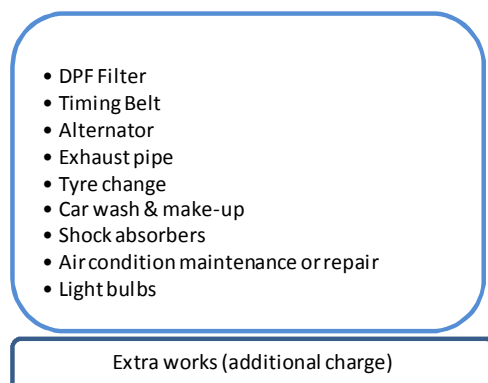 • DPF Filter
• Timing Belt
• Alternator
• Exhaust pipe
• Tyre change
• Car wash & make-up
• Shock absorbers
• Air condition maintenance or repair
• Light bulbs
Extra works (additional charge)